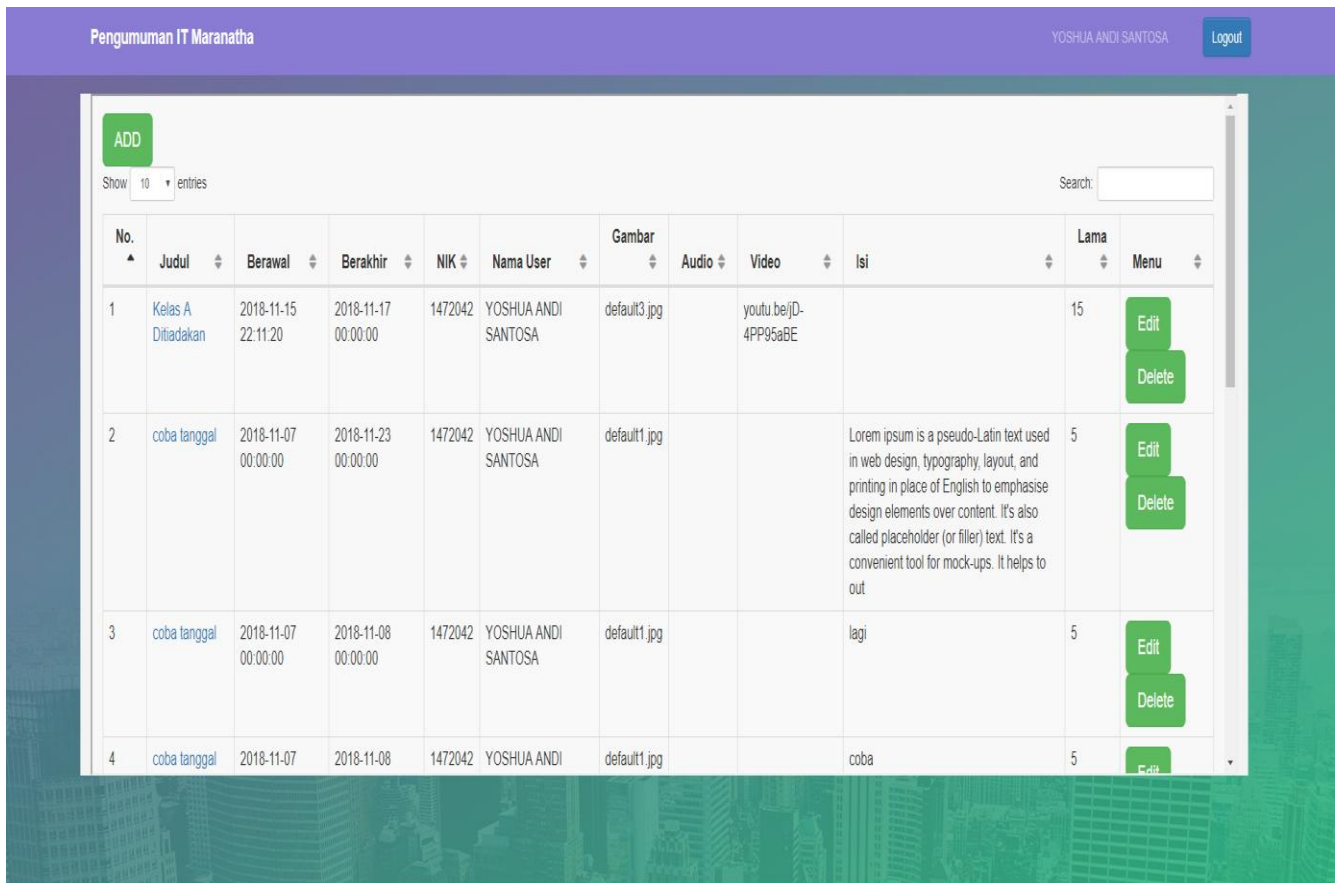 Pengumuman IT Maranatha YOSHUA ANDI SANTOSA Logout
ADD
Show 10 entries Search:
No. Judul Berawal Berakhir NIK Nama User Gambar Audio Video Isi Lama Menu
1 Kelas A 2018-11-15 2018-11-17 1472042 YOSHUA ANDI default3.jpg youtu.be/jD- 15 Edit
Ditiadakan 22:11:20 00:00:00 SANTOSA 4PP95aBE
Delete
2 coba tanggal 2018-11-07 2018-11-23 1472042 YOSHUA ANDI default1.jpg Lorem ipsum is a pseudo-Latin text used 5 Edit
00:00:00 00:00:00 SANTOSA in web design, typography, layout, and
printing in place of English to emphasise
design elements over content. It's also Delete
called placeholder (or filler) text. It's a
convenient tool for mock-ups. It helps to
out
3 coba tanggal 2018-11-07 2018-11-08 1472042 YOSHUA ANDI default1.jpg lagi 5 Edit
00:00:00 00:00:00 SANTOSA
Delete
4 coba tanggal 2018-11-07 2018-11-08 1472042 YOSHUA ANDI default1.jpg coba 5 Edit